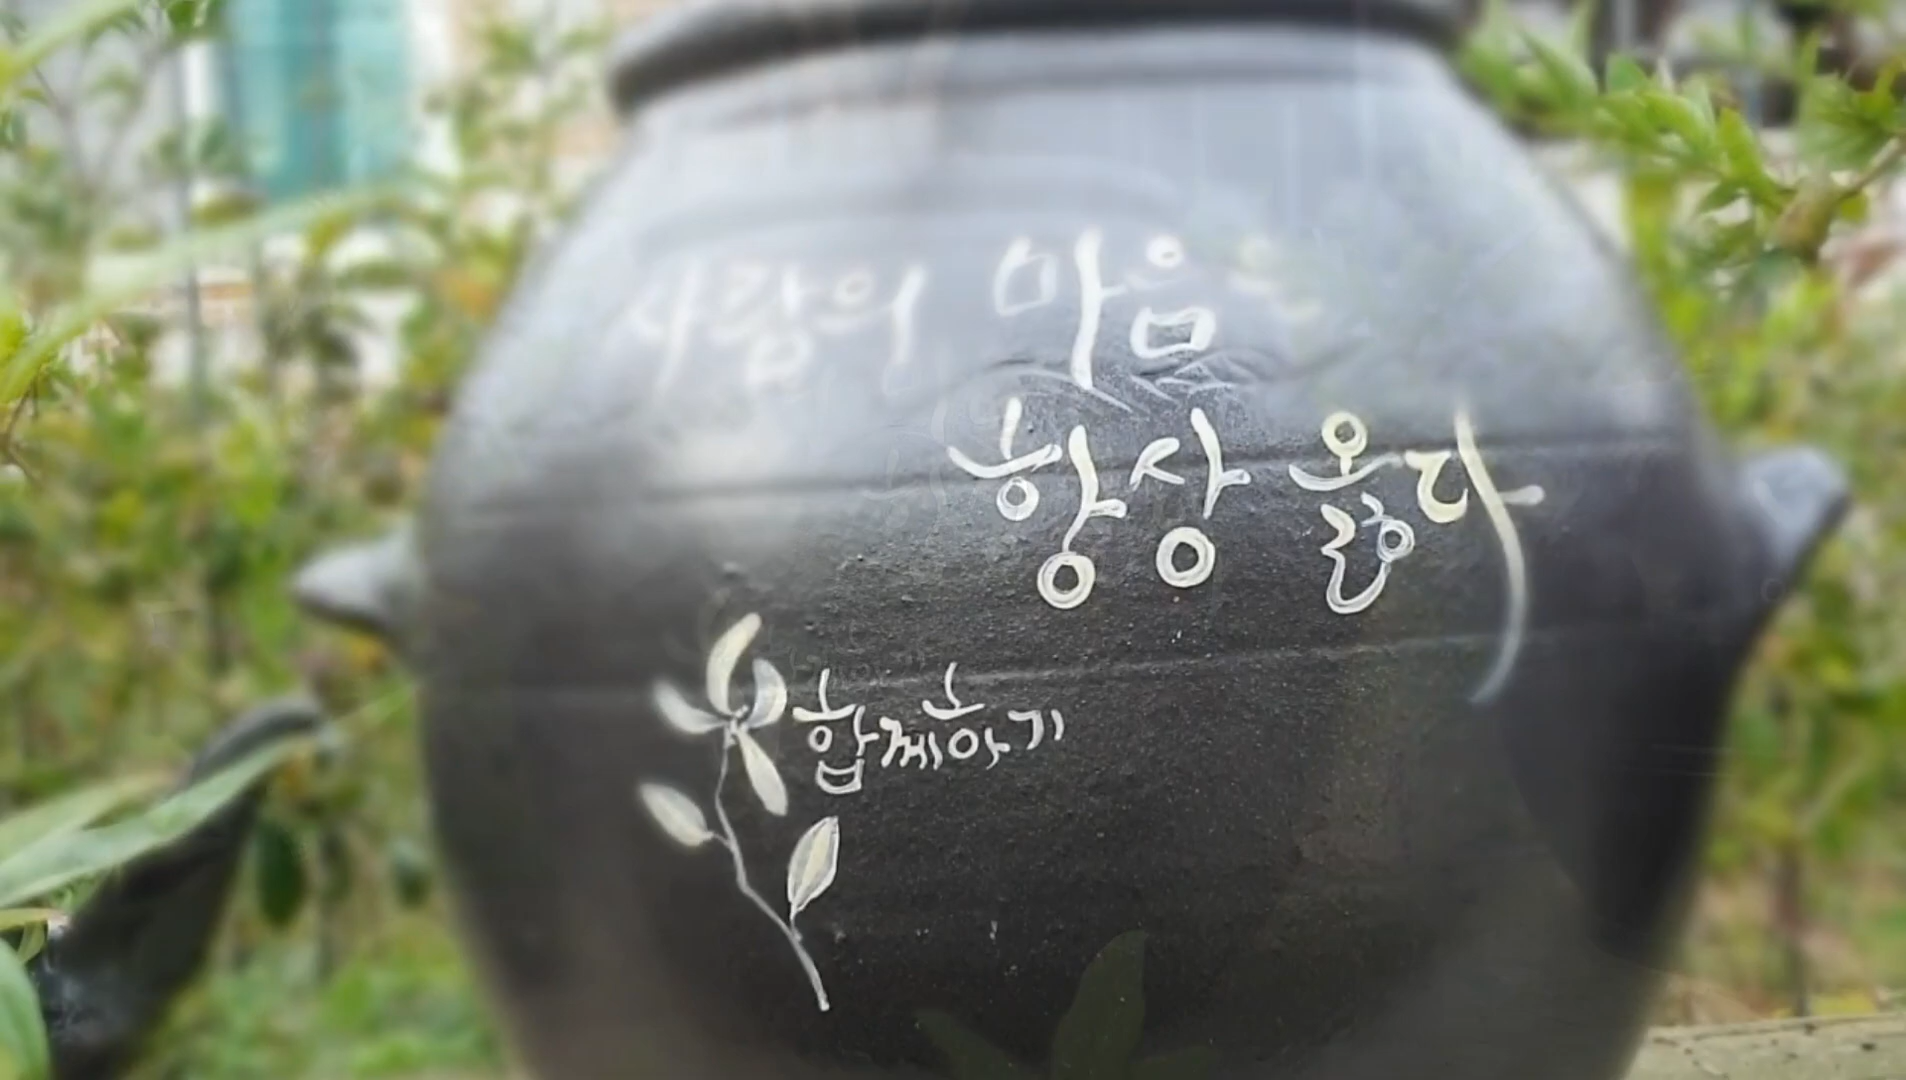 사람의 마음은
항상 옳다
함께하기